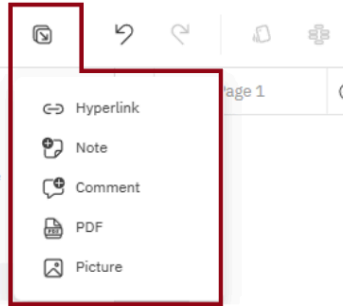 Page 1
Hyperlink
Note
Comment
PDF
Picture